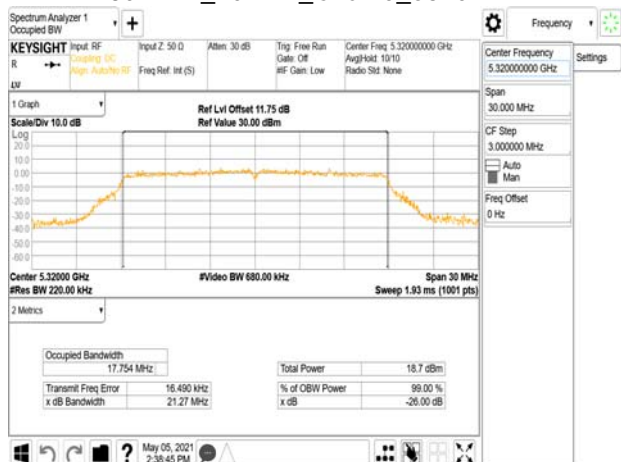 Spectrum Analyzer 1
Occupied BW
Frequency
KEYSIGHT
Input: RF
Coupling: DC
Align: Auto/No RF
Input Z: 50 Ω
Freq Ref: Int (S)
Atten: 30 dB
Trig: Free Run
Gate: Off
#IF Gain: Low
Center Freq: 5.320000000 GHz
Avg|Hold: 10/10
Radio Std: None
R
Center Frequency
5.320000000 GHz
Settings
Span
30.000 MHz
CF Step
3.000000 MHz
Auto
Man
Freq Offset
0 Hz
1 Graph
Scale/Div 10.0 dB
Ref Lvl Offset 11.75 dB
Ref Value 30.00 dBm
Log
20.0
10.0
0.00
-10.0
-20.0
-30.0
-40.0
-50.0
-60.0
Center 5.32000 GHz
#Res BW 220.00 kHz
#Video BW 680.00 kHz
Span 30 MHz
Sweep 1.93 ms (1001 pts)
2 Metrics
Occupied Bandwidth
17.754 MHz
Transmit Freq Error 16.490 kHz
x dB Bandwidth 21.27 MHz
Total Power 18.7 dBm
% of OBW Power 99.00 %
x dB -26.00 dB
May 05, 2021
2:38:45 PM